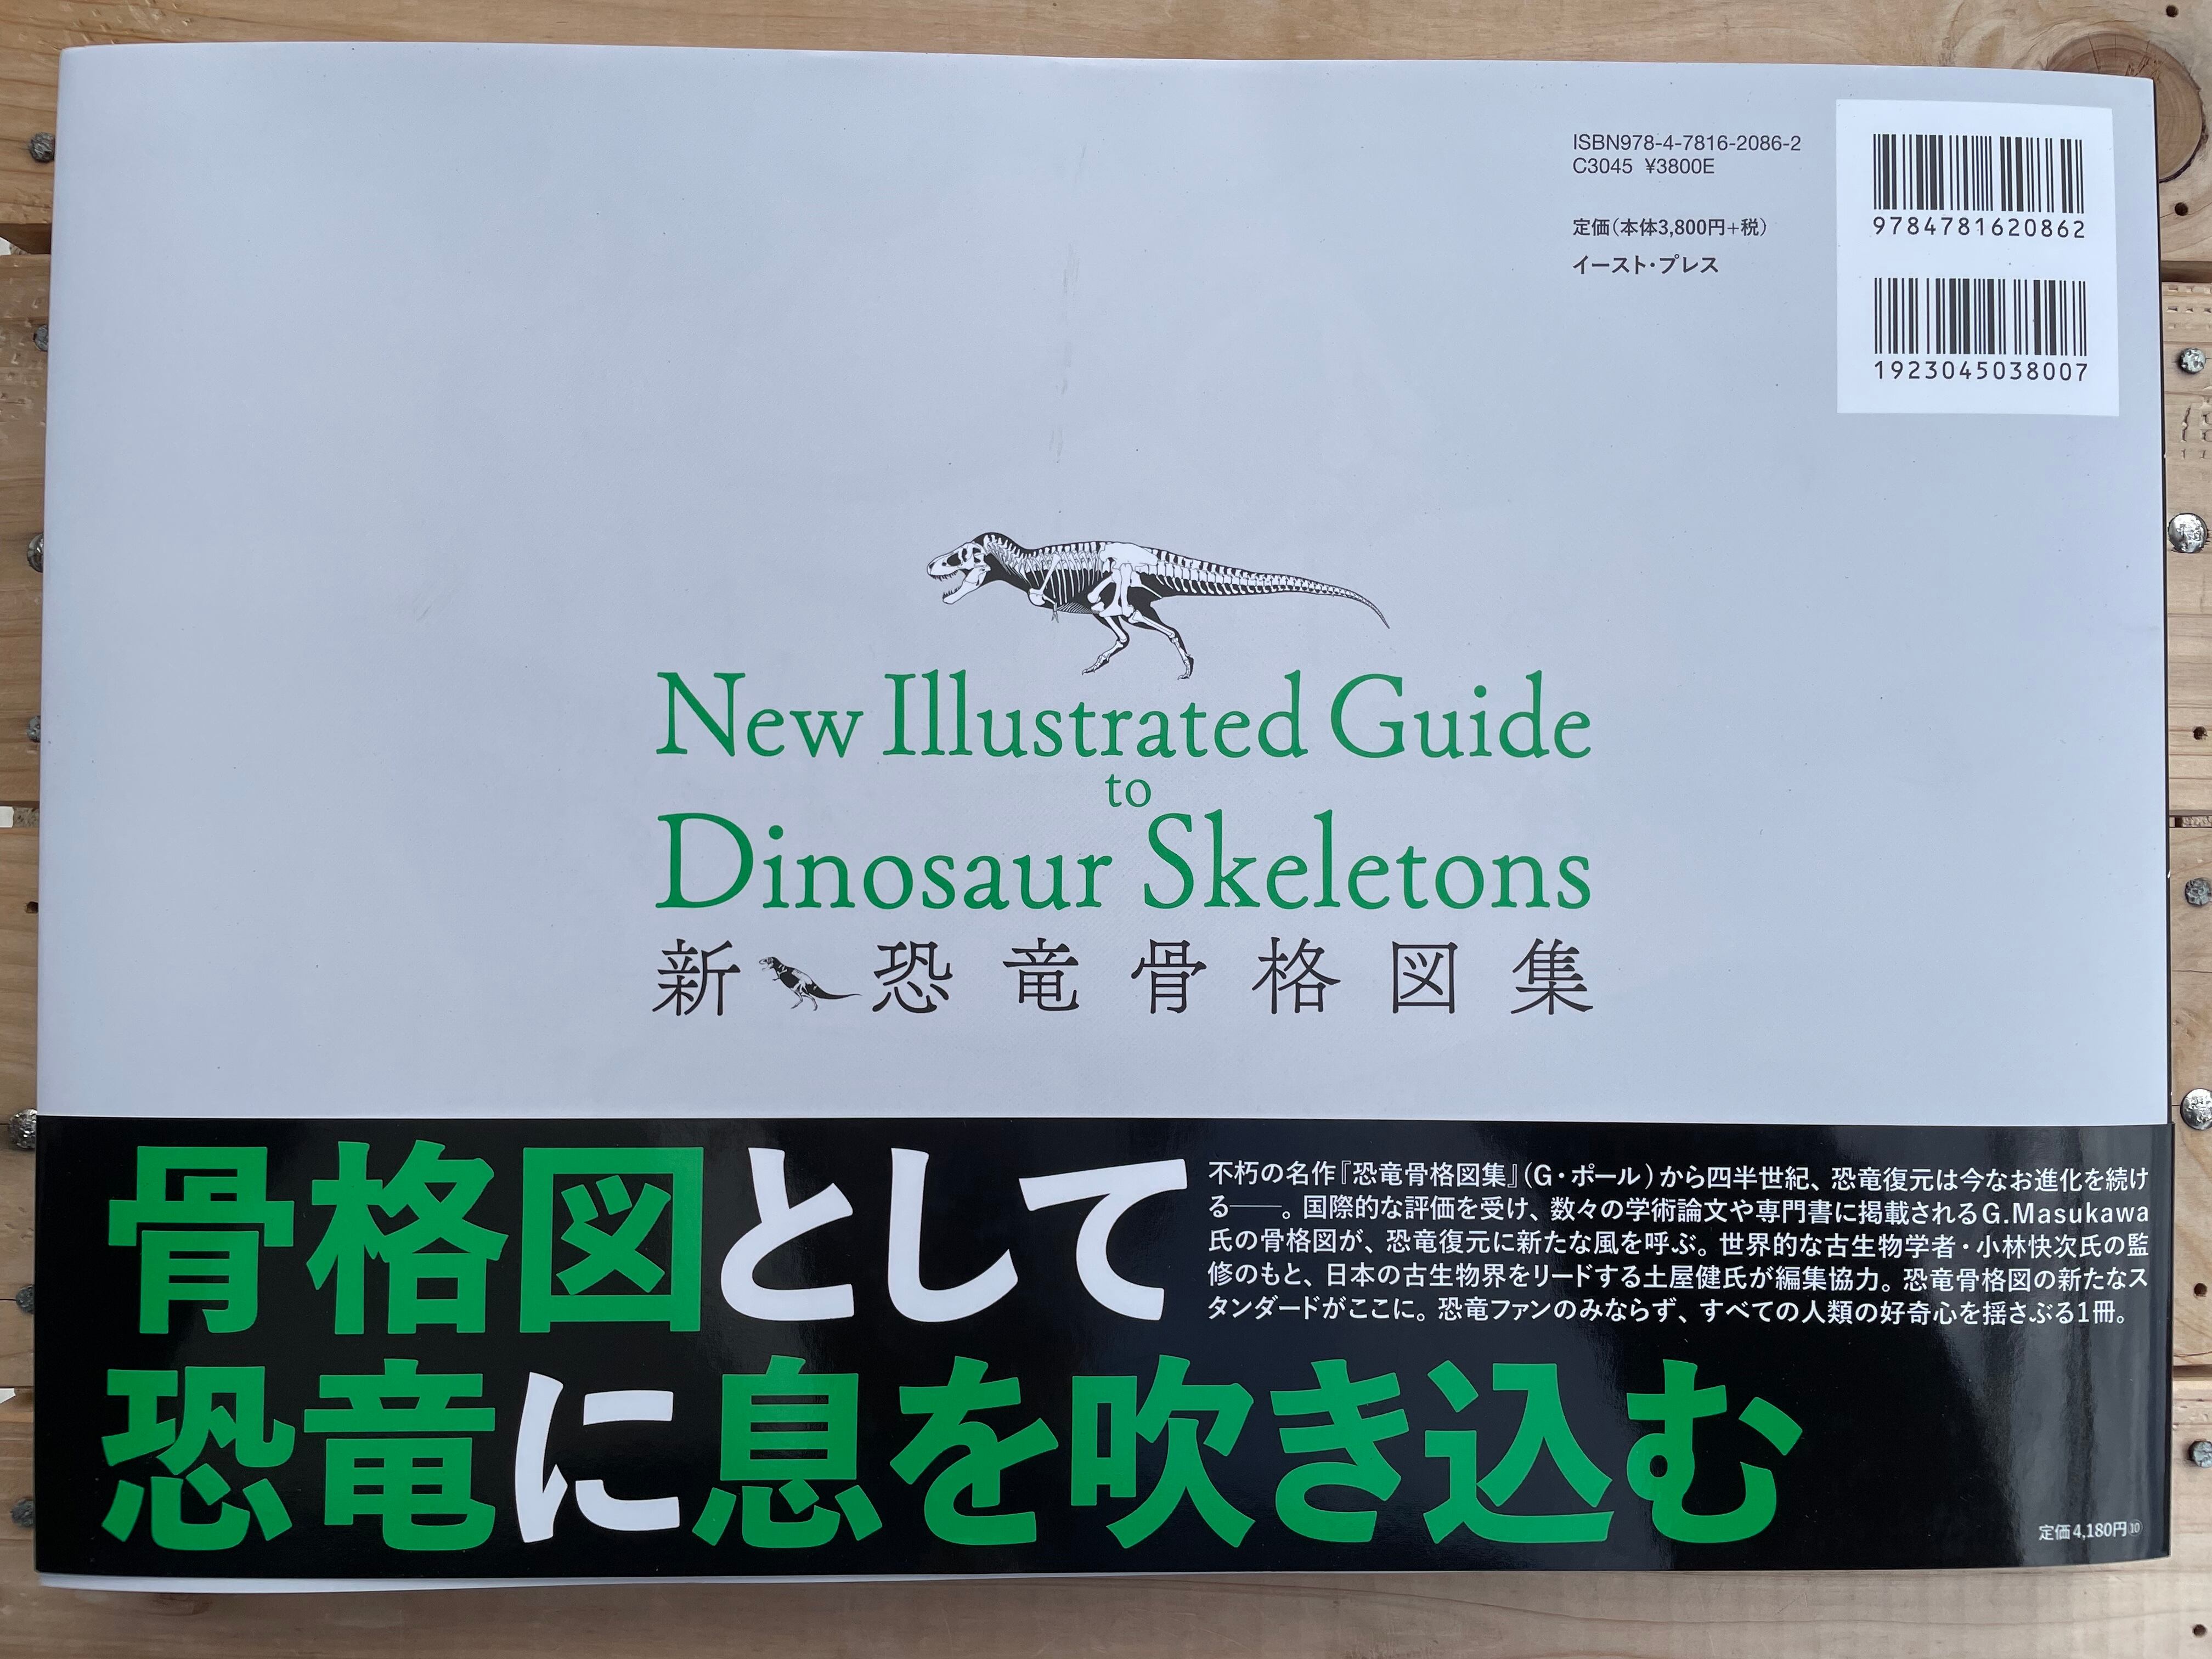 ISBN978-4-7816-2086-2
C3045 ¥3800E
定価(本体3,800円+税)
イースト・プレス
9784781620862
1923045038007
New Illustrated Guide
to
Dinosaur Skeletons
新恐竜骨格図集
骨格図として
恐竜に息を吹き込む
不朽の名作『恐竜骨格図集』(G・ポール)から四半世紀、恐竜復元は今なお進化を続け
る——。国際的な評価を受け、数々の学術論文や専門書に掲載されるG.Masukawa
氏の骨格図が、恐竜復元に新たな風を呼ぶ。世界的な古生物学者・小林快次氏の監
修のもと、日本の古生物界をリードする土屋健氏が編集協力。恐竜骨格図の新たなス
タンダードがここに。恐竜ファンのみならず、すべての人類の好奇心を揺さぶる1冊。
定価4,180円⑩